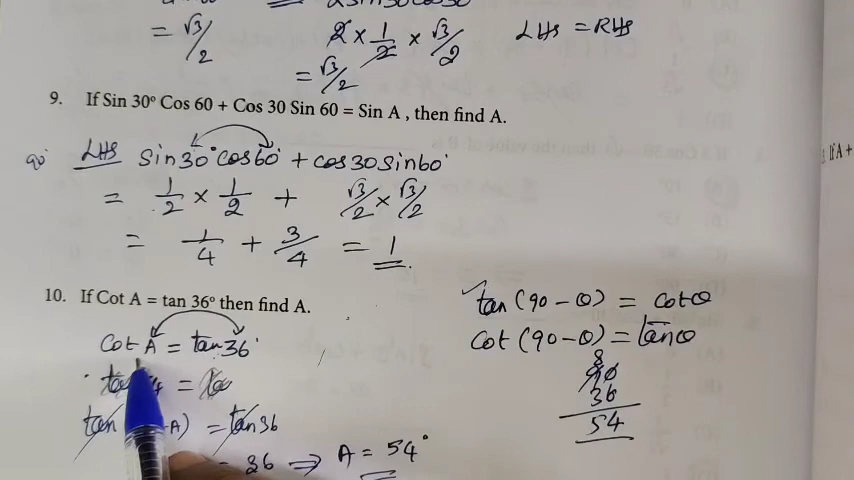 = √3/2 2 × 1/2 × √3/2 LHS = RHS
= √3/2
9. If Sin 30° Cos 60 + Cos 30 Sin 60 = Sin A , then find A.
LHS sin30° cos60° + cos30 sin60°
= 1/2 × 1/2 + √3/2 × √3/2
= 1/4 + 3/4 = 1
10. If Cot A = tan 36° then find A.
Cot A = tan 36°
tan A) = tan36
= 36 ⇒ A = 54°
tan (90 – θ) = cotθ
cot (90 – θ) = tanθ
8
90
36
54
If A +